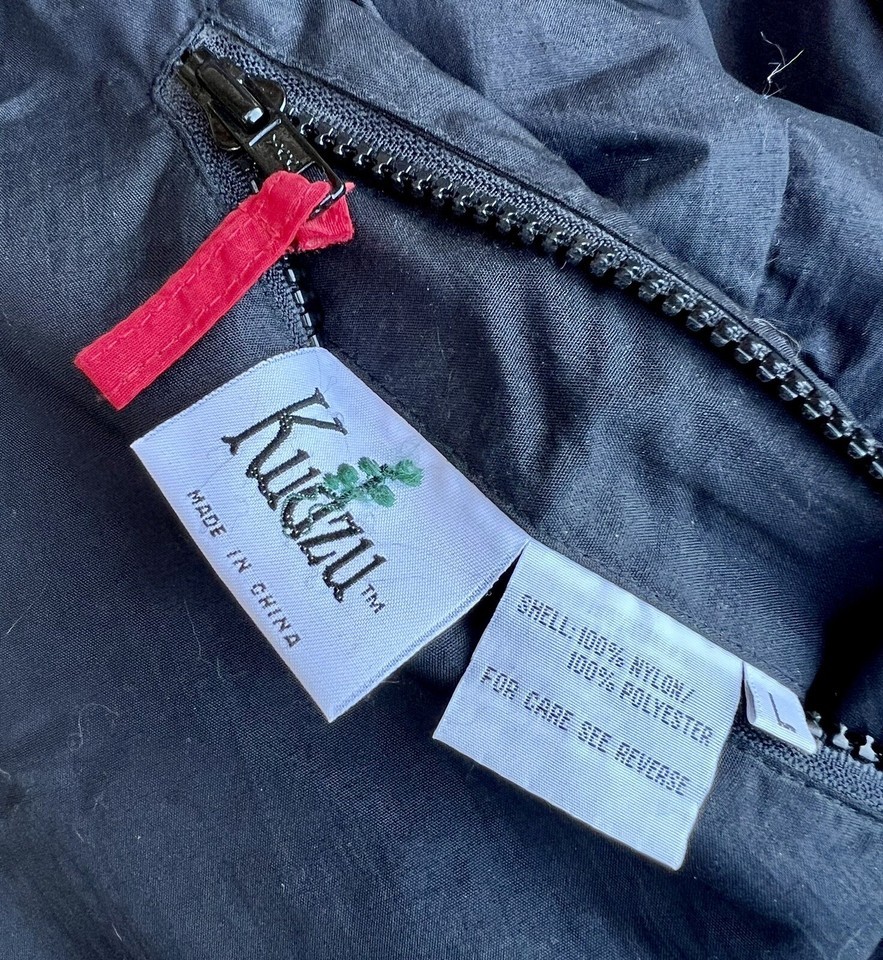 Kudzu™
MADE IN CHINA
SHELL: 100% NYLON/
100% POLYESTER
FOR CARE SEE REVERSE
L